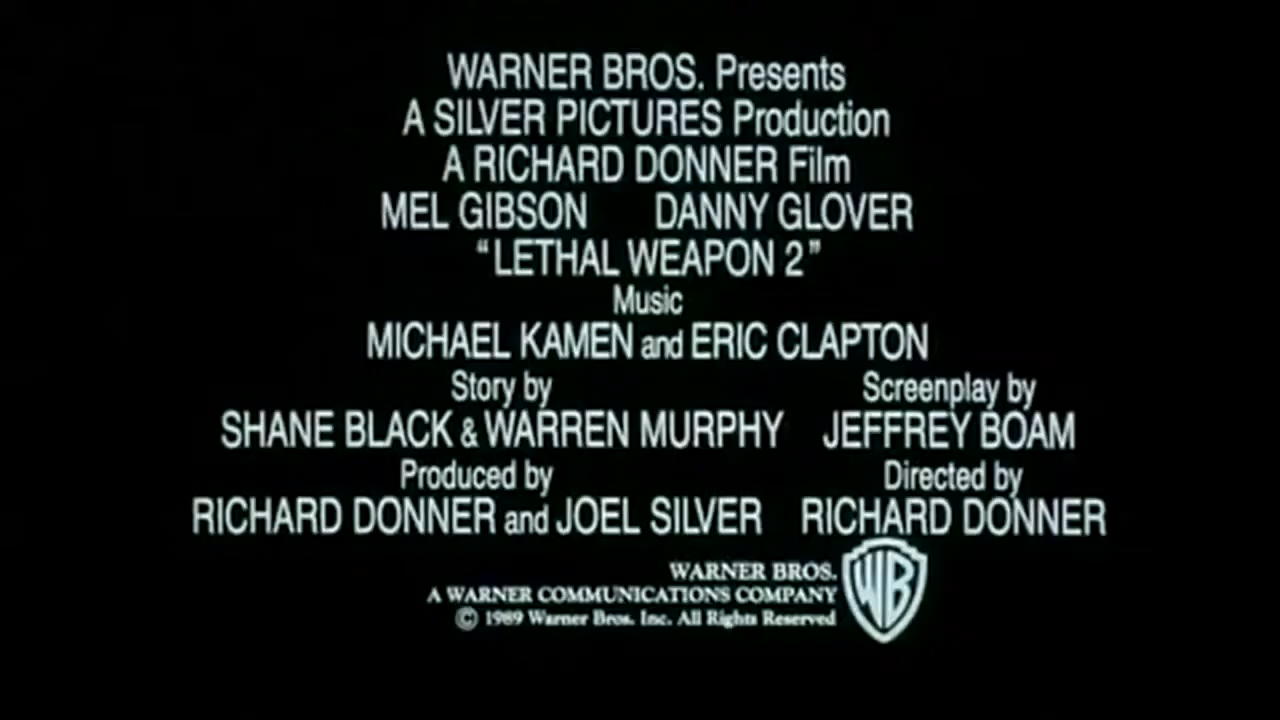 WARNER BROS. Presents
A SILVER PICTURES Production
A RICHARD DONNER Film
MEL GIBSON DANNY GLOVER
“LETHAL WEAPON 2”
Music
MICHAEL KAMEN and ERIC CLAPTON
Story by Screenplay by
SHANE BLACK & WARREN MURPHY JEFFREY BOAM
Produced by Directed by
RICHARD DONNER and JOEL SILVER RICHARD DONNER
WARNER BROS.
A WARNER COMMUNICATIONS COMPANY
© 1989 Warner Bros. Inc. All Rights Reserved
WB